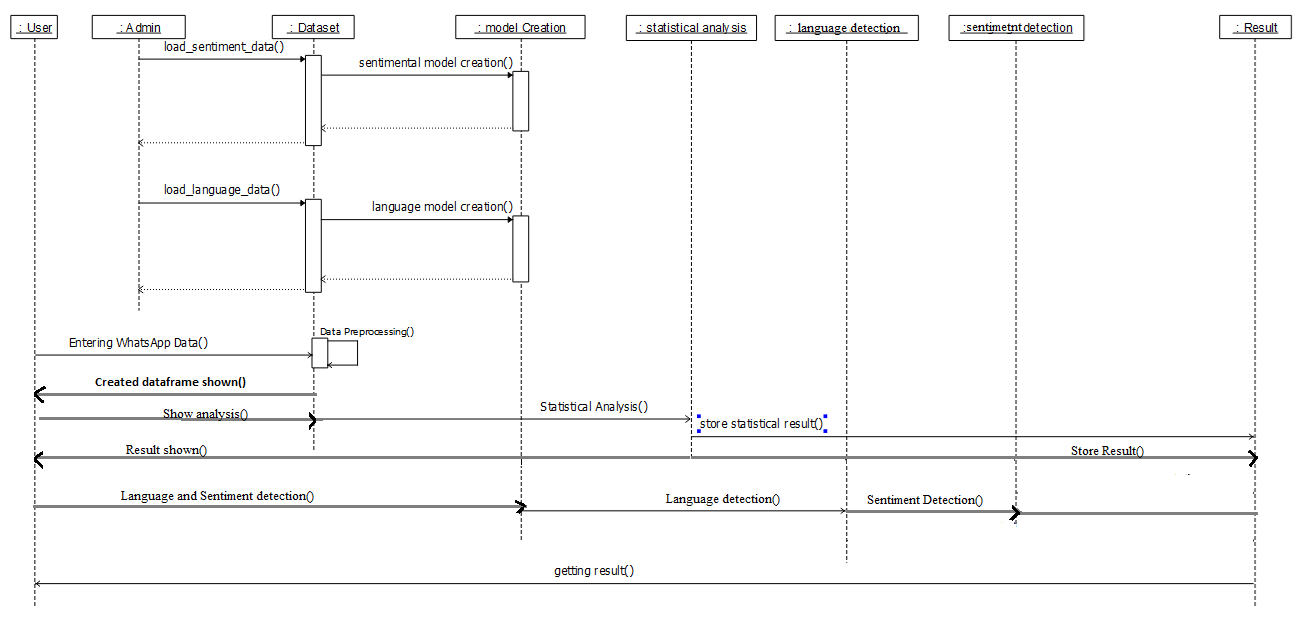 : User
: Admin
: Dataset
: model Creation
: statistical analysis
: language detection
:sentimetnt detection
: Result
load_sentiment_data()
sentimental model creation()
load_language_data()
language model creation()
Data Preprocessing()
Entering WhatsApp Data()
Created dataframe shown()
Show analysis()
Statistical Analysis()
store statistical result()
Result shown()
Store Result()
Language and Sentiment detection()
Language detection()
Sentiment Detection()
getting result()